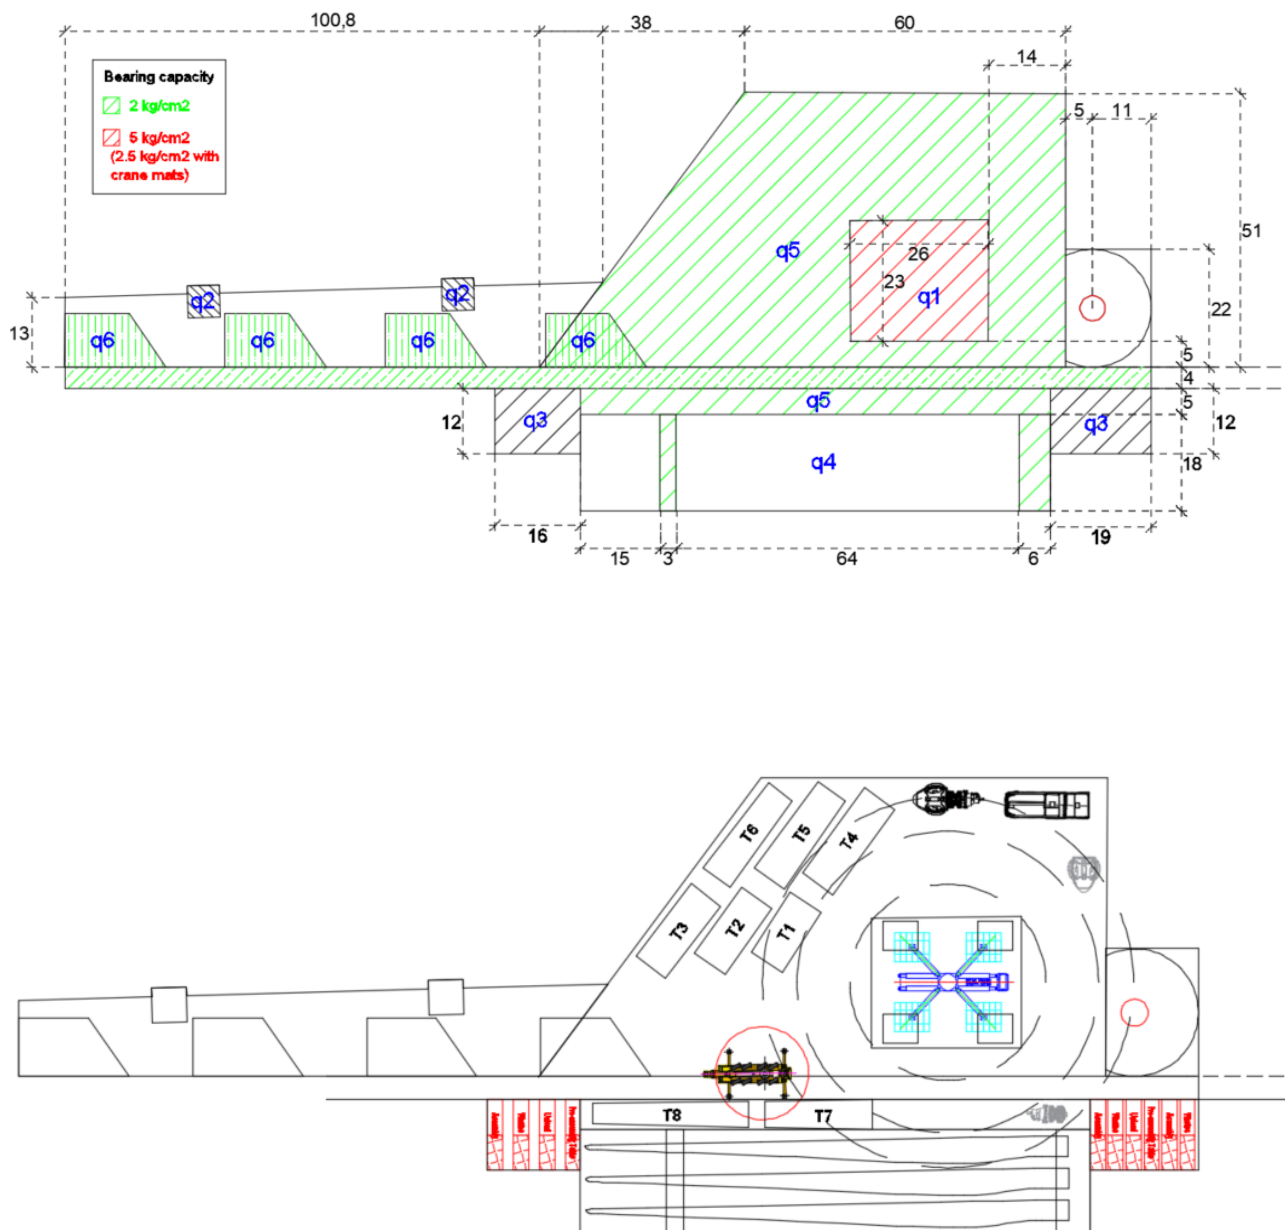 100,8
38
60
14
Bearing capacity
2 kg/cm2
5 kg/cm2
(2.5 kg/cm2 with
crane mats)
5
11
51
q5
26
23
q1
q2
q2
22
13
q6
q6
q6
q6
5
4
q5
5
12
q3
q3
12
q4
18
16
19
15
3
64
6
T6
T5
T4
T3
T2
T1
T8
T7